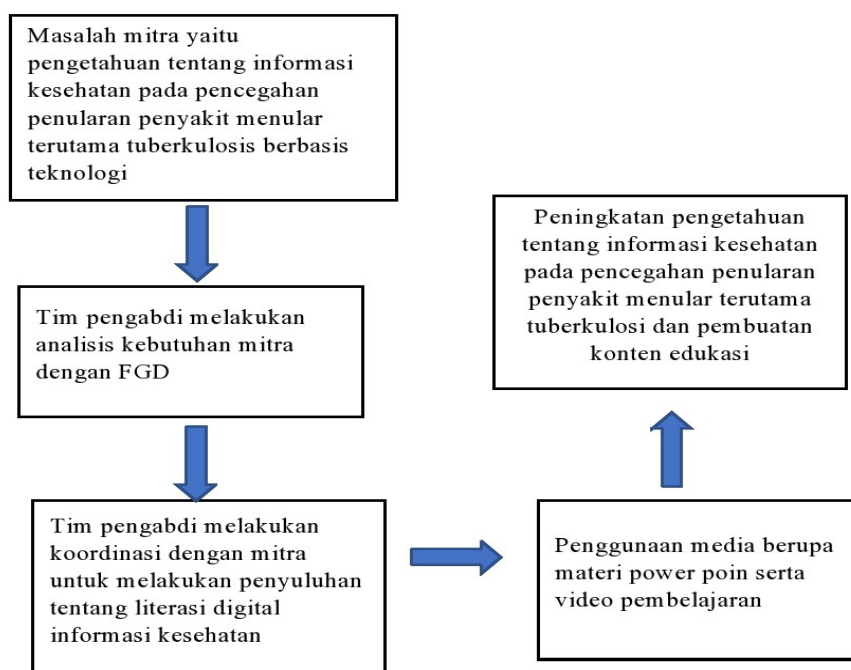 Masalah mitra yaitu
pengetahuan tentang informasi
kesehatan pada pencegahan
penularan penyakit menular
terutama tuberkulosis berbasis
teknologi
Tim pengabdi melakukan
analisis kebutuhan mitra
dengan FGD
Tim pengabdi melakukan
koordinasi dengan mitra
untuk melakukan penyuluhan
tentang literasi digital
informasi kesehatan
Penggunaan media berupa
materi power poin serta
video pembelajaran
Peningkatan pengetahuan
tentang informasi kesehatan
pada pencegahan penularan
penyakit menular terutama
tuberkulosi dan pembuatan
konten edukasi